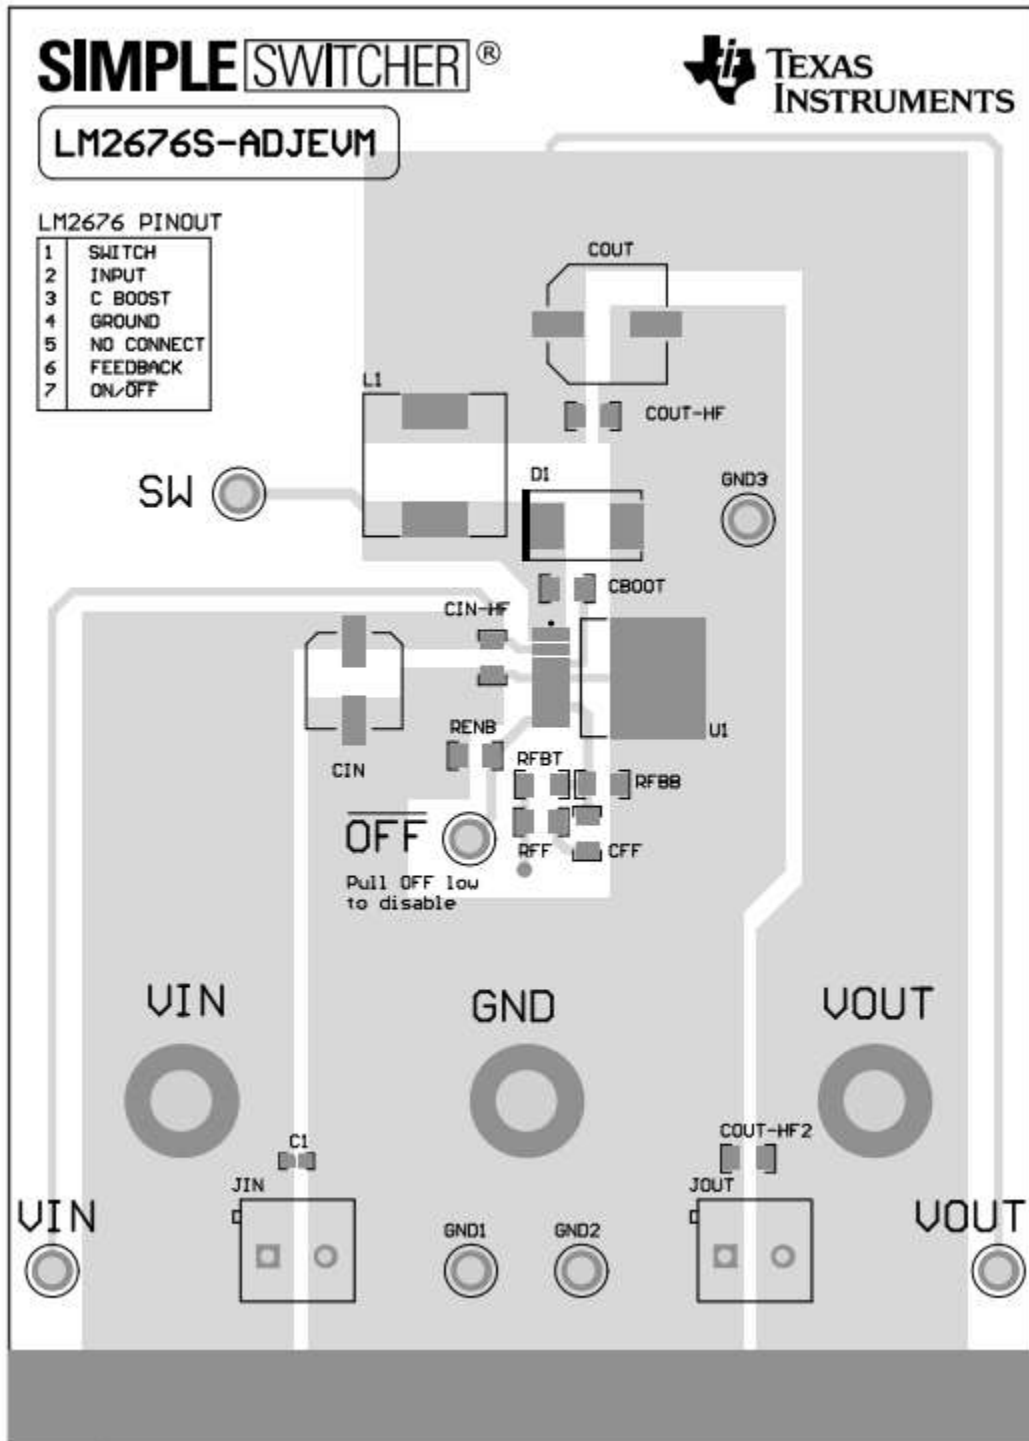 SIMPLE SWITCHER®
TEXAS
INSTRUMENTS
LM2676S-ADJEVM
LM2676 PINOUT
1 SWITCH
2 INPUT
3 C BOOST
4 GROUND
5 NO CONNECT
6 FEEDBACK
7 ON/OFF
COUT
L1
COUT-HF
D1
GND3
SW
CBOOT
CIN-HF
U1
RENB
CIN
RFBT
RFBB
OFF
RFF
CFF
Pull OFF low
to disable
VIN
GND
VOUT
C1
COUT-HF2
JIN
JOUT
VIN
GND1
GND2
VOUT